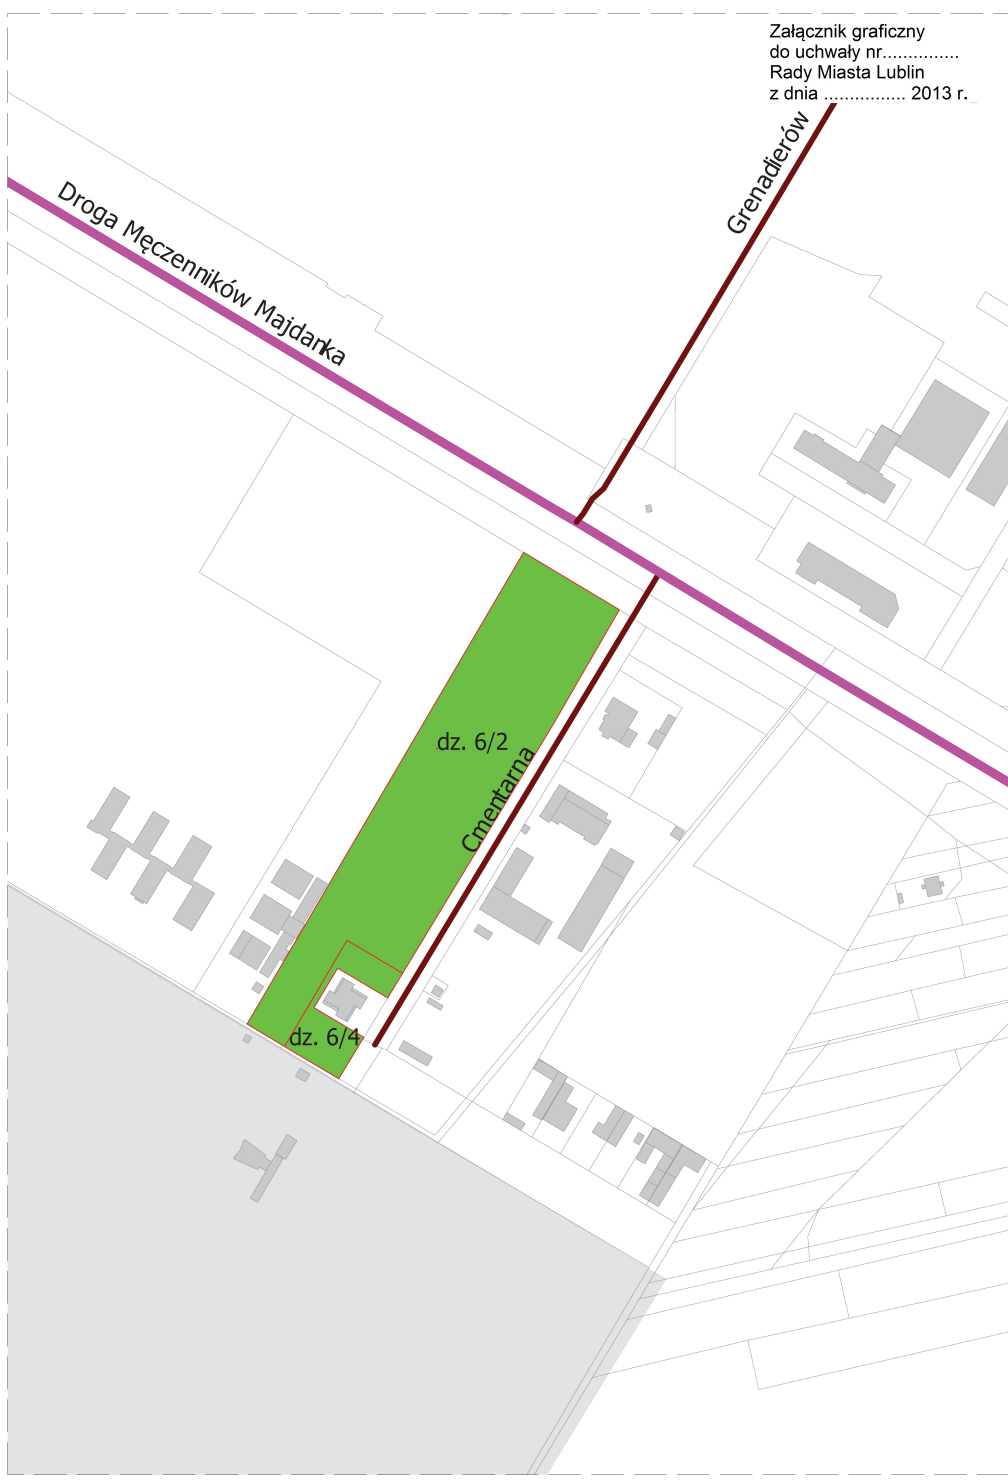 Załącznik graficzny
do uchwały nr...............
Rady Miasta Lublin
z dnia ................ 2013 r.
Grenadierów
Droga Męczenników Majdanka
dz. 6/2
Cmentarna
dz. 6/4